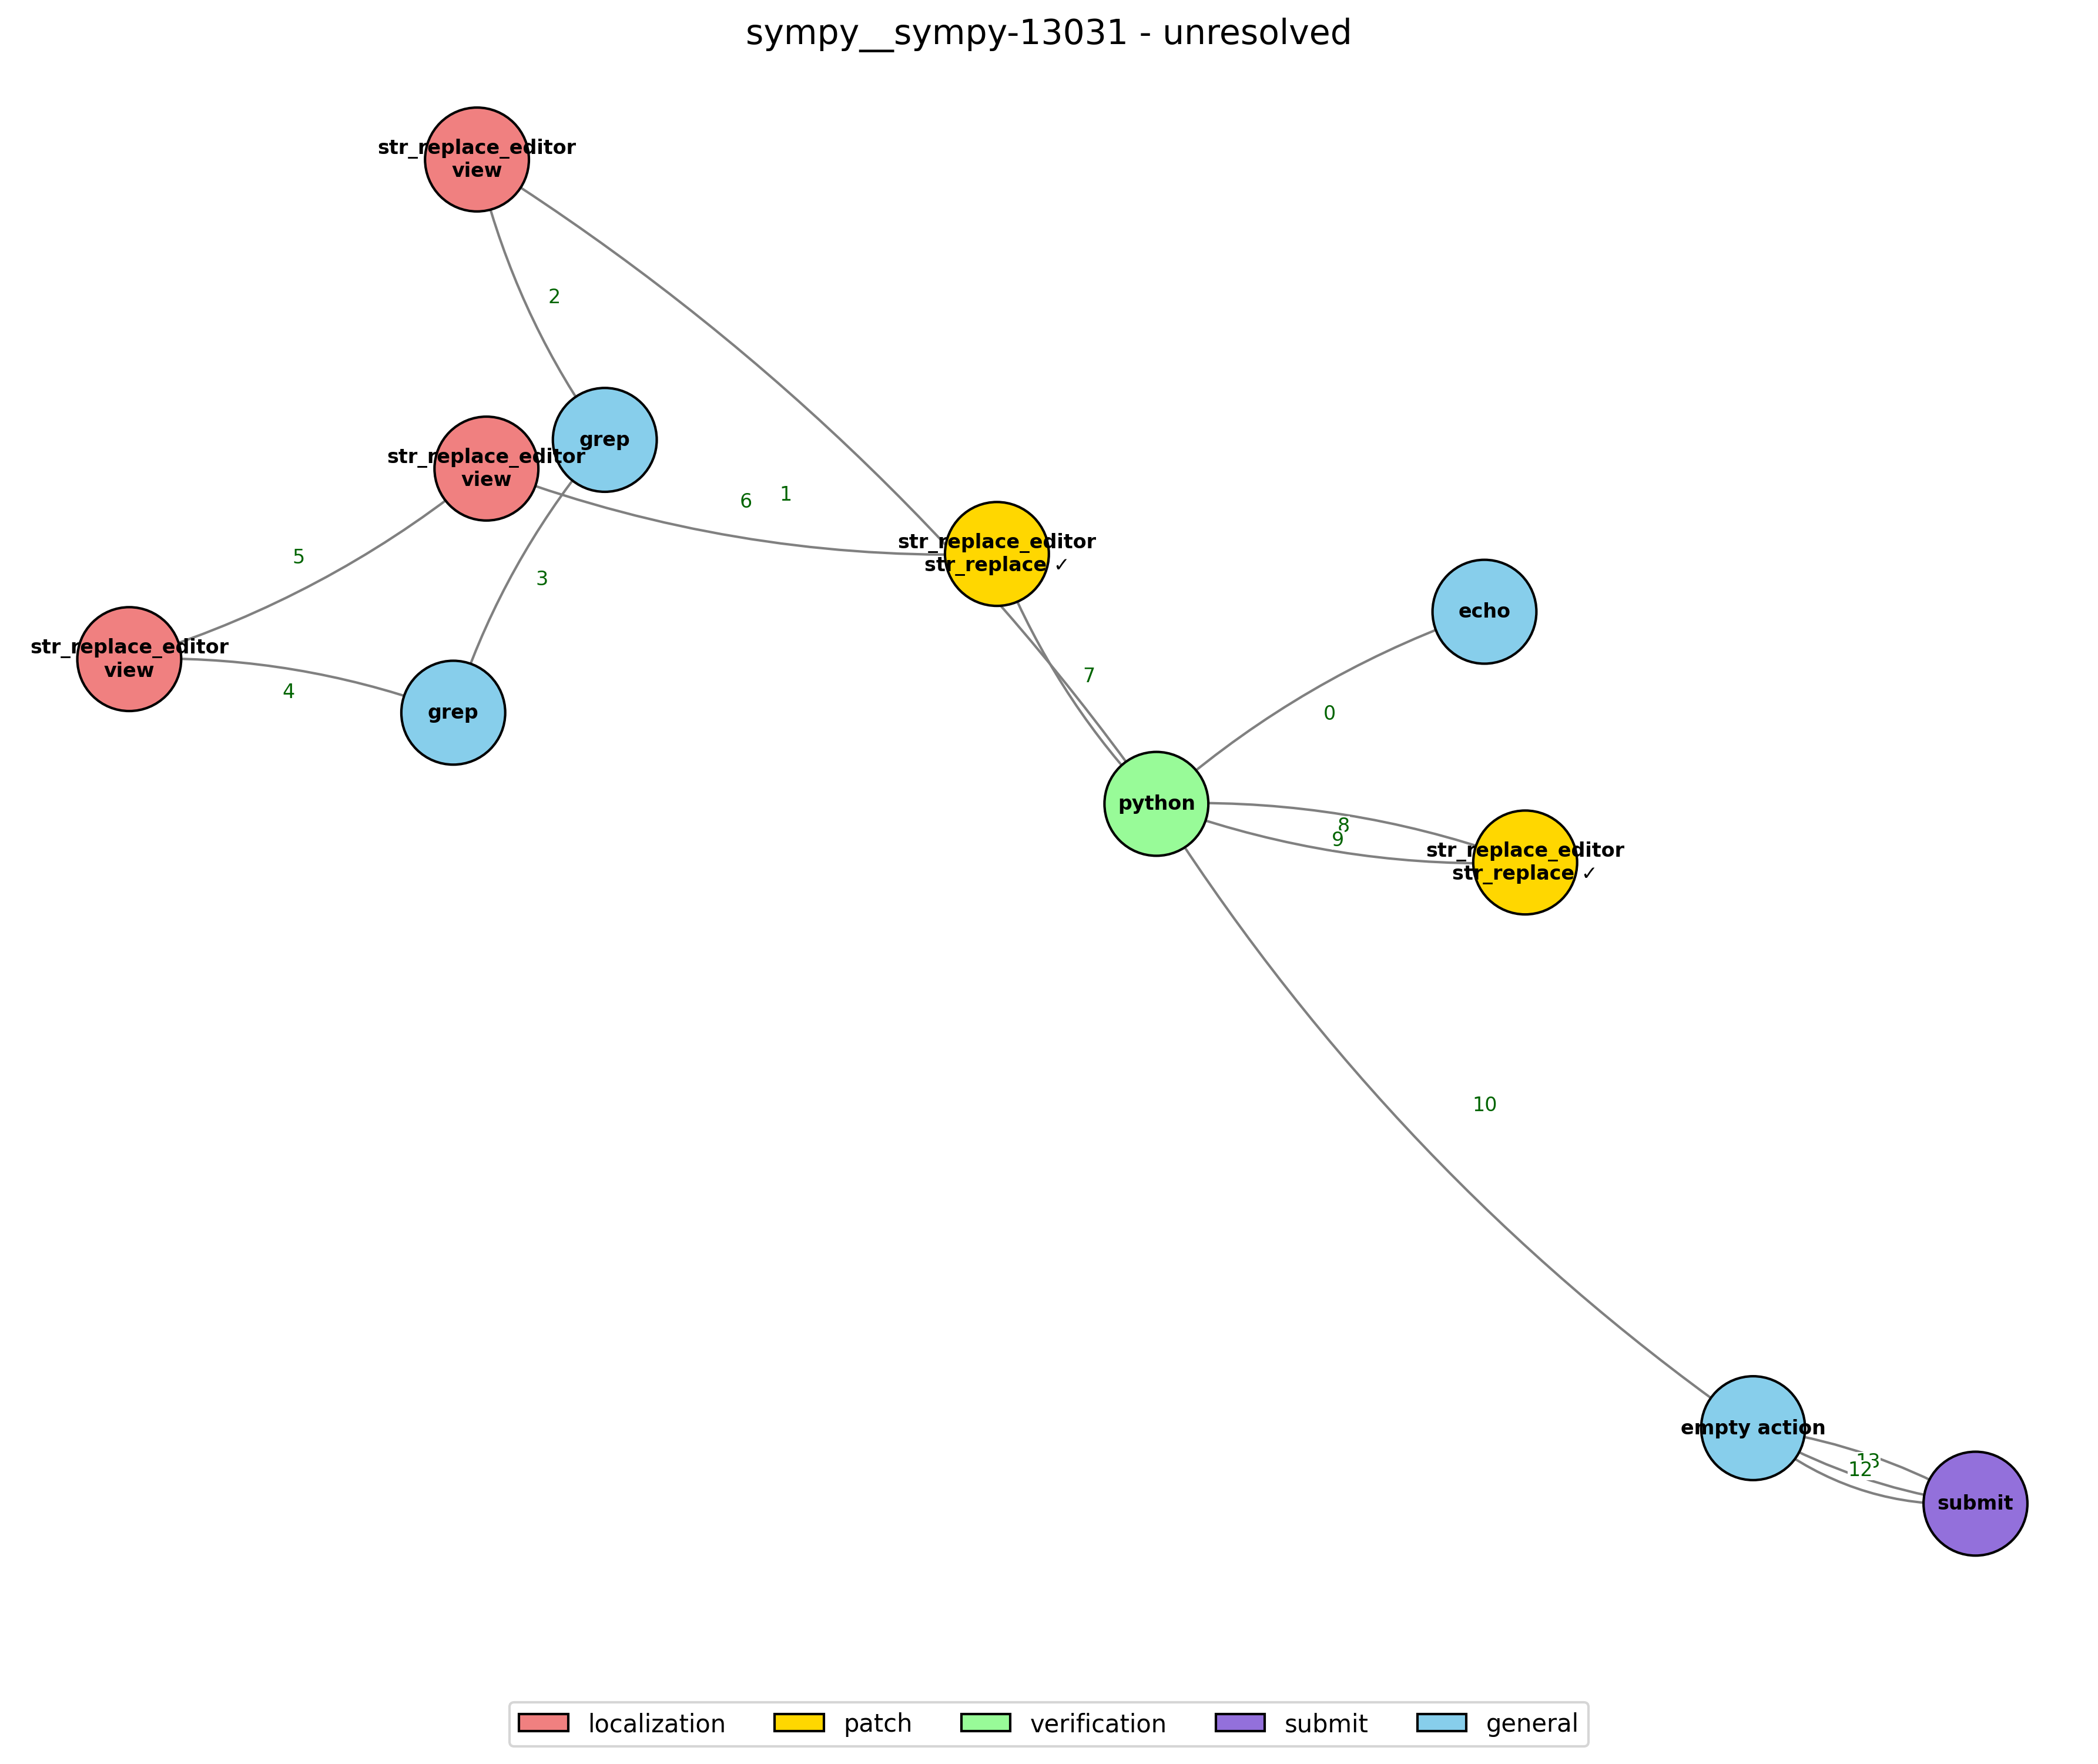 sympy__sympy-13031 - unresolved
str_replace_editor
view
2
grep
str_replace_editor
view
6
1
5
3
str_replace_editor
str_replace ✓
echo
str_replace_editor
view
4
grep
7
0
python
8
9
str_replace_editor
str_replace ✓
10
empty action
13
12
submit
localization
patch
verification
submit
general